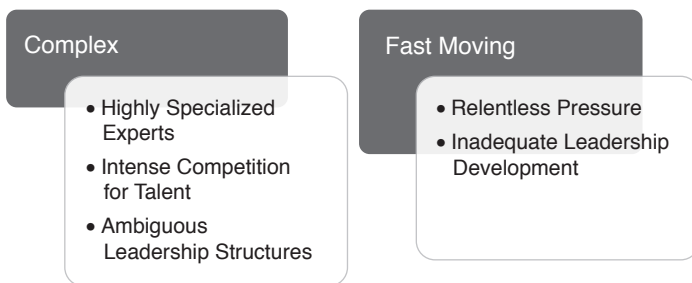 Complex
• Highly Specialized
Experts
• Intense Competition
for Talent
• Ambiguous
Leadership Structures
Fast Moving
• Relentless Pressure
• Inadequate Leadership
Development